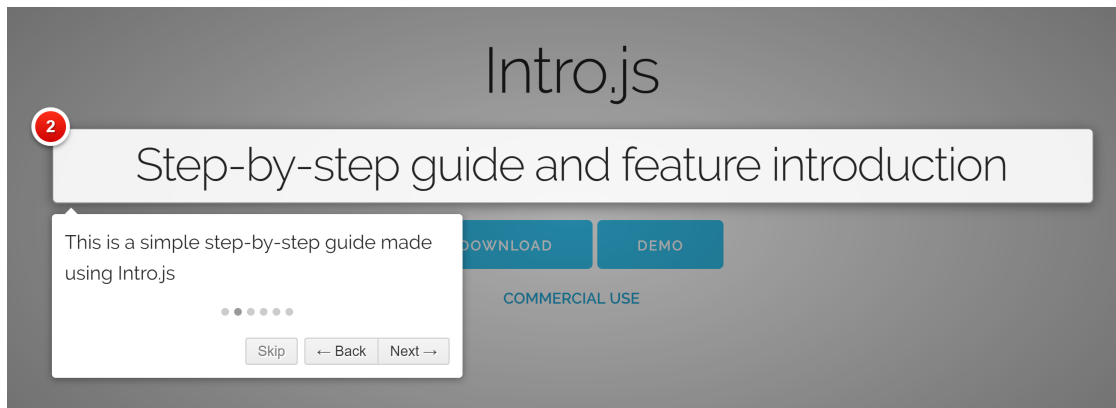 Intro.js
2
Step-by-step guide and feature introduction
This is a simple step-by-step guide made
using Intro.js
DOWNLOAD
DEMO
COMMERCIAL USE
Skip
← Back
Next →